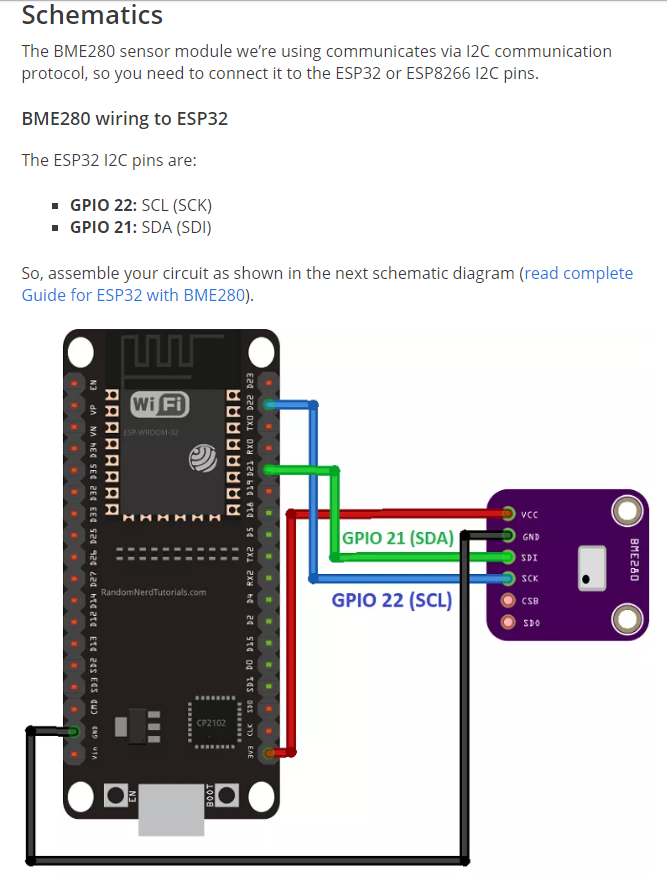 Schematics
The BME280 sensor module we’re using communicates via I2C communication
protocol, so you need to connect it to the ESP32 or ESP8266 I2C pins.
BME280 wiring to ESP32
The ESP32 I2C pins are:
GPIO 22: SCL (SCK)
GPIO 21: SDA (SDI)
So, assemble your circuit as shown in the next schematic diagram (read complete
Guide for ESP32 with BME280).
WiFi
ESP-WROOM-32
EN
VP
VN
D34
D35
D32
D33
D25
D26
D27
D14
D12
D13
SD2
SD3
CMD
GND
Vin
D23
D22
TX0
RX0
D21
D19
D18
D5
TX2
RX2
D4
D2
D15
D0
SD1
SD0
CLK
3V3
RandomNerdTutorials.com
CP2102
EN
BOOT
GPIO 21 (SDA)
GPIO 22 (SCL)
VCC
GND
SDI
SCK
CSB
SDO
BME280